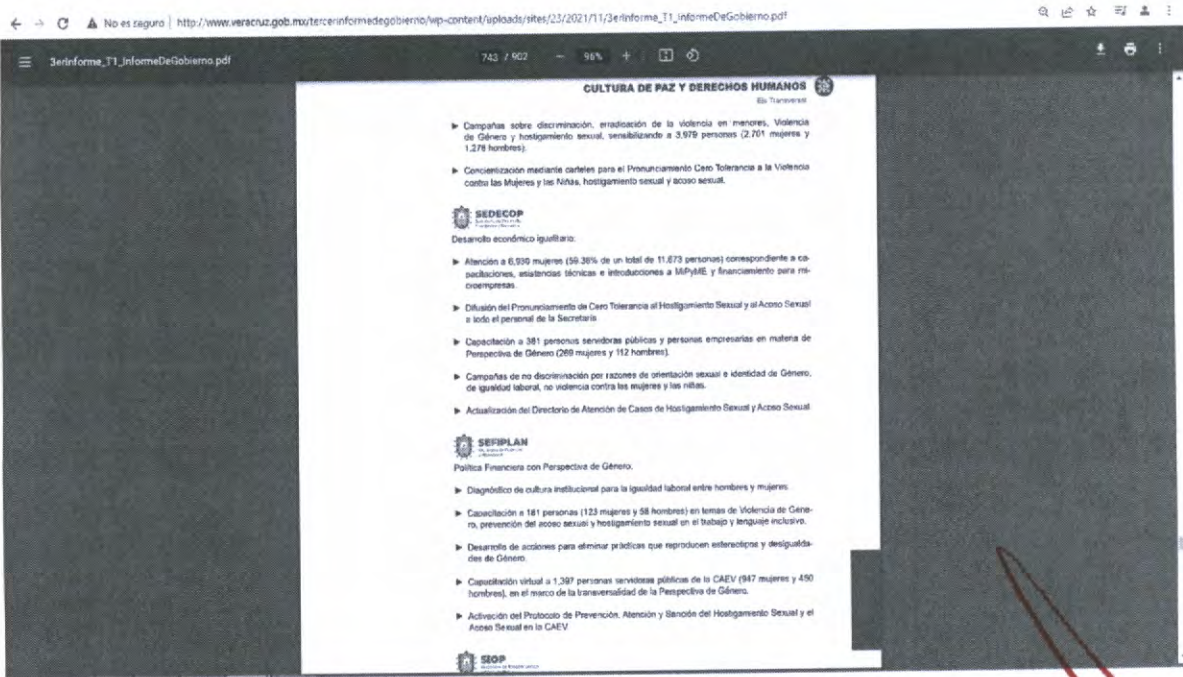 No es seguro | http://www.veracruz.gob.mx/tercerinformedegobierno/wp-content/uploads/sites/23/2021/11/3erInforme_T1_InformeDeGobierno.pdf
3erInforme_T1_InformeDeGobierno.pdf
743 / 902 − 96% +
CULTURA DE PAZ Y DERECHOS HUMANOS
Eje Transversal
▶ Campañas sobre discriminación, erradicación de la violencia en menores, Violencia
de Género y hostigamiento sexual, sensibilizando a 3,979 personas (2,701 mujeres y
1,278 hombres).
▶ Concientización mediante carteles para el Pronunciamiento Cero Tolerancia a la Violencia
contra las Mujeres y las Niñas, hostigamiento sexual y acoso sexual.
SEDECOP
Desarrollo económico igualitario:
▶ Atención a 6,930 mujeres (59.36% de un total de 11,673 personas) correspondiente a ca-
pacitaciones, asistencias técnicas e introducciones a MiPyME y financiamiento para mi-
croempresas.
▶ Difusión del Pronunciamiento de Cero Tolerancia al Hostigamiento Sexual y al Acoso Sexual
a todo el personal de la Secretaría
▶ Capacitación a 381 personas servidoras públicas y personas empresarias en materia de
Perspectiva de Género (269 mujeres y 112 hombres).
▶ Campañas de no discriminación por razones de orientación sexual e identidad de Género,
de igualdad laboral, no violencia contra las mujeres y las niñas.
▶ Actualización del Directorio de Atención de Casos de Hostigamiento Sexual y Acoso Sexual
SEFIPLAN
Política Financiera con Perspectiva de Género:
▶ Diagnóstico de cultura institucional para la igualdad laboral entre hombres y mujeres.
▶ Capacitación a 181 personas (123 mujeres y 58 hombres) en temas de Violencia de Géne-
ro, prevención del acoso sexual y hostigamiento sexual en el trabajo y lenguaje inclusivo.
▶ Desarrollo de acciones para eliminar prácticas que reproducen estereotipos y desigualda-
des de Género.
▶ Capacitación virtual a 1,397 personas servidoras públicas de la CAEV (947 mujeres y 450
hombres), en el marco de la transversalidad de la Perspectiva de Género.
▶ Activación del Protocolo de Prevención, Atención y Sanción del Hostigamiento Sexual y el
Acoso Sexual en la CAEV.
SIOP